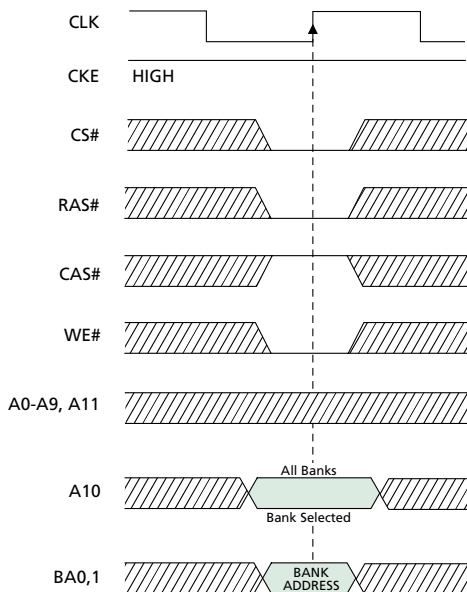 CLK
CKE HIGH
CS#
RAS#
CAS#
WE#
A0-A9, A11
All Banks
A10
Bank Selected
BA0,1 BANK
ADDRESS